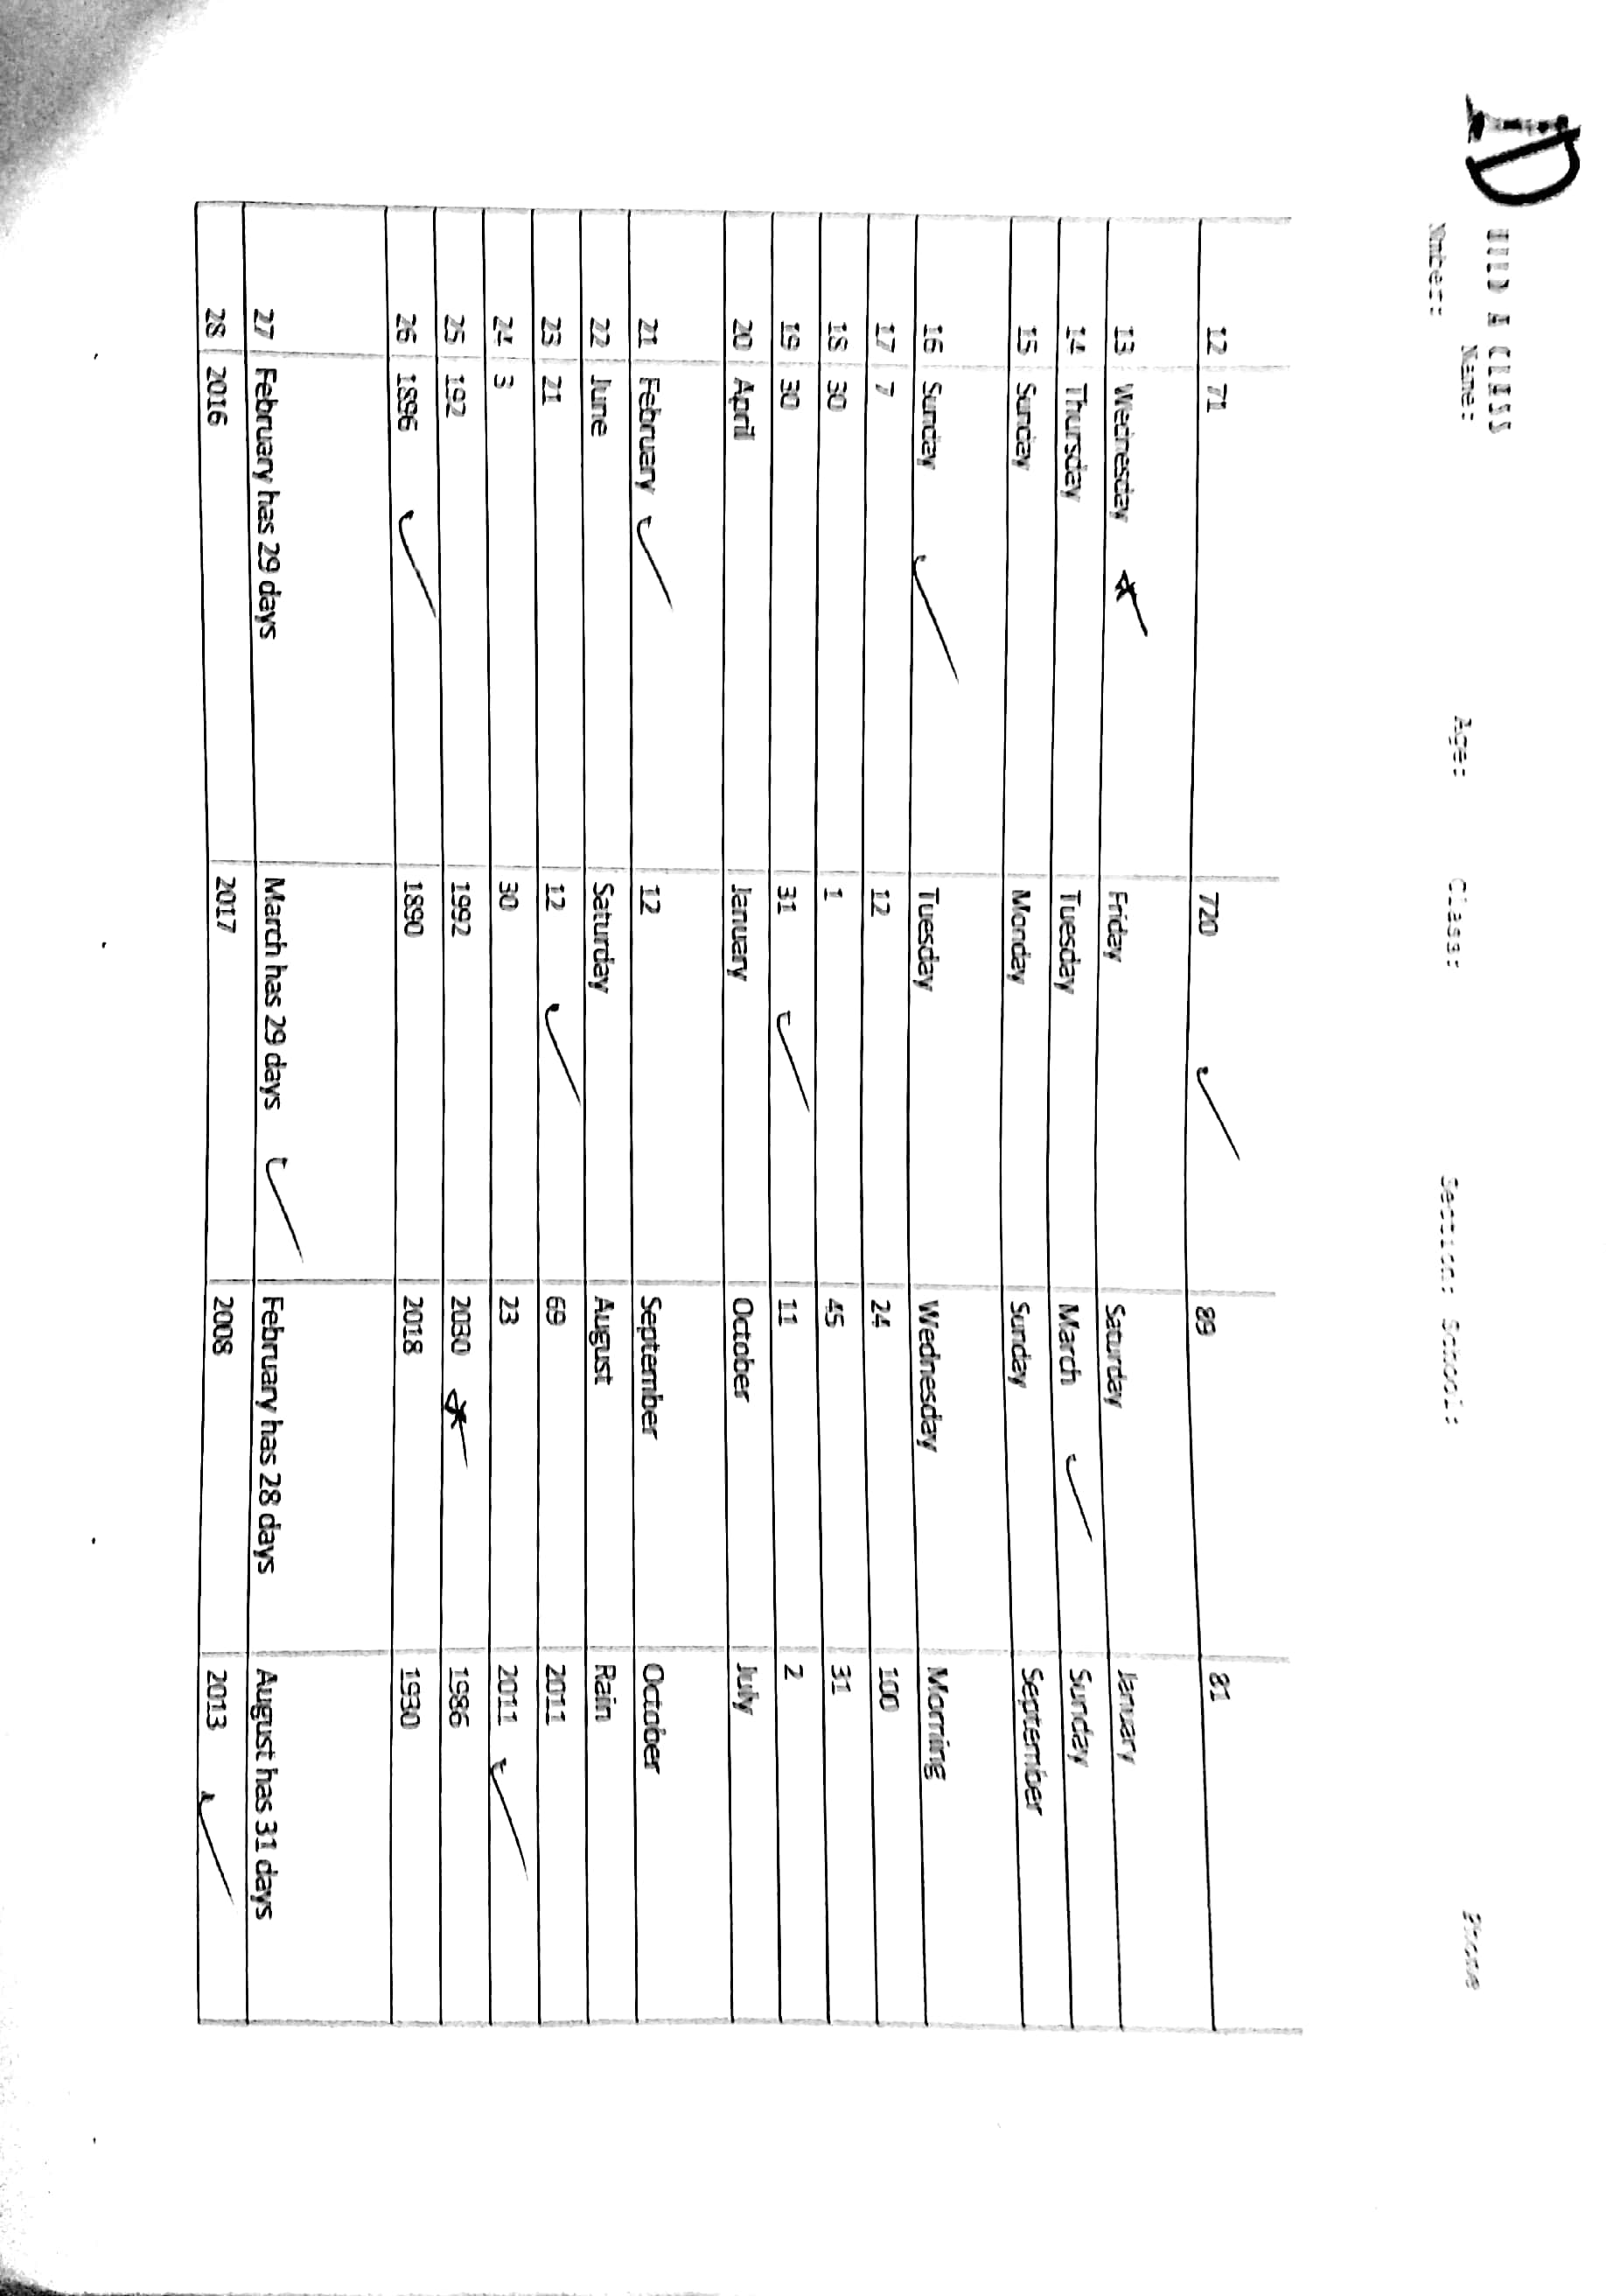 UILD A CLASS
Name: Age: Class: Section: School: Phone
Nmber:
12 71 720 89 81
13 Wednesday Friday Saturday January
14 Thursday Tuesday March Sunday
15 Sunday Monday Sunday September
16 Sunday Tuesday Wednesday Morning
17 7 12 24 100
18 30 1 45 31
19 30 31 11 2
20 April January October July
21 February 12 September October
22 June Saturday August Rain
23 21 12 69 2011
24 3 30 23 2011
25 192 1992 2030 1986
26 1896 1890 2018 1930
27 February has 29 days March has 29 days February has 28 days August has 31 days
28 2016 2017 2008 2013